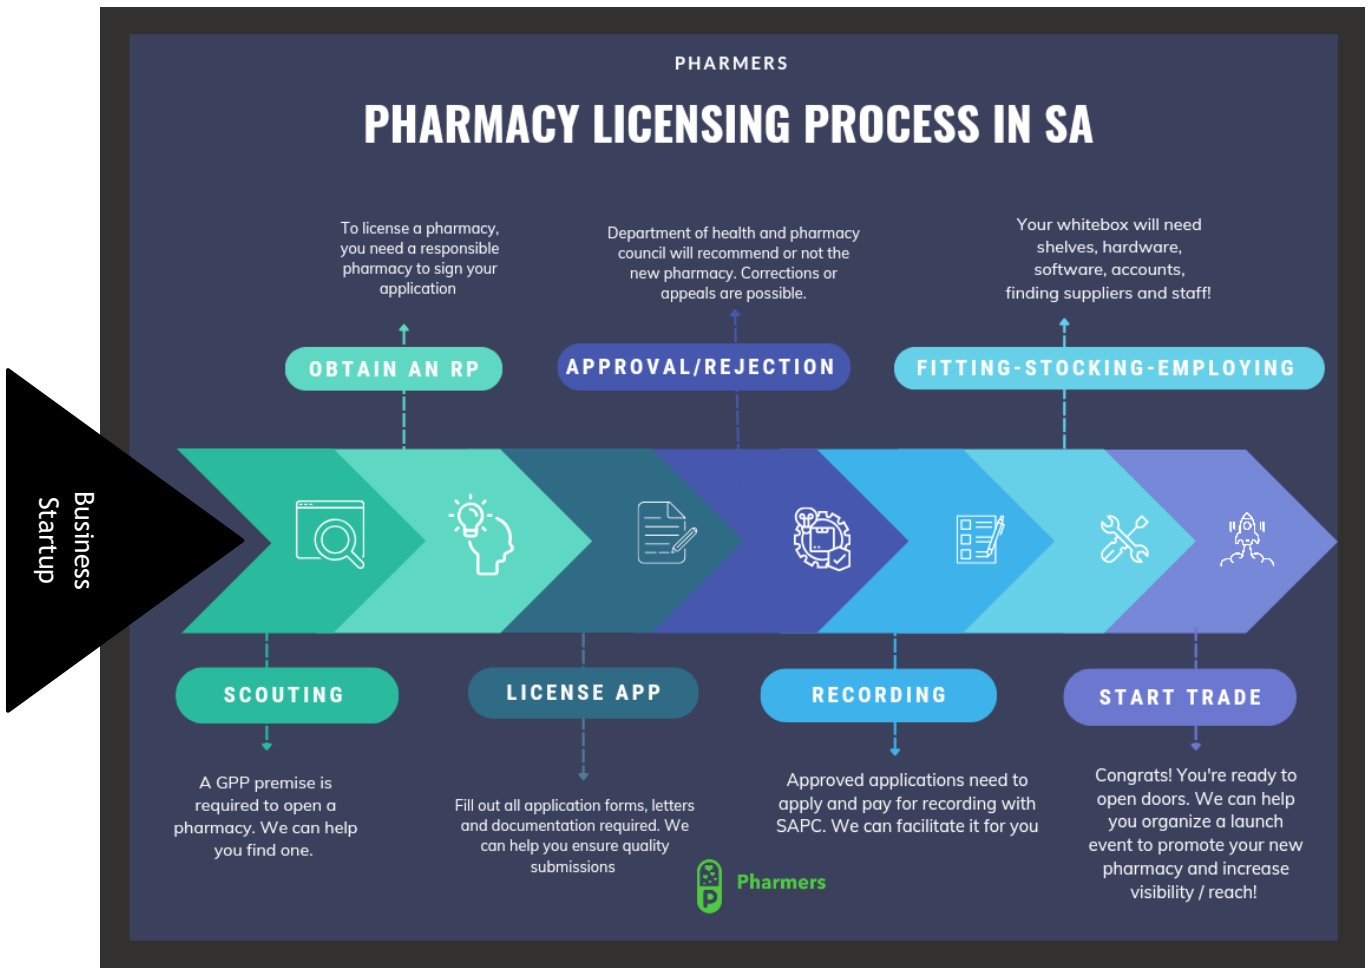 PHARMERS
PHARMACY LICENSING PROCESS IN SA
To license a pharmacy,
you need a responsible
pharmacy to sign your
application
Department of health and pharmacy
council will recommend or not the
new pharmacy. Corrections or
appeals are possible.
Your whitebox will need
shelves, hardware,
software, accounts,
finding suppliers and staff!
OBTAIN AN RP
APPROVAL/REJECTION
FITTING-STOCKING-EMPLOYING
Business
Startup
SCOUTING
LICENSE APP
RECORDING
START TRADE
A GPP premise is
required to open a
pharmacy. We can help
you find one.
Fill out all application forms, letters
and documentation required. We
can help you ensure quality
submissions
Approved applications need to
apply and pay for recording with
SAPC. We can facilitate it for you
Congrats! You're ready to
open doors. We can help
you organize a launch
event to promote your new
pharmacy and increase
visibility / reach!
P
Pharmers